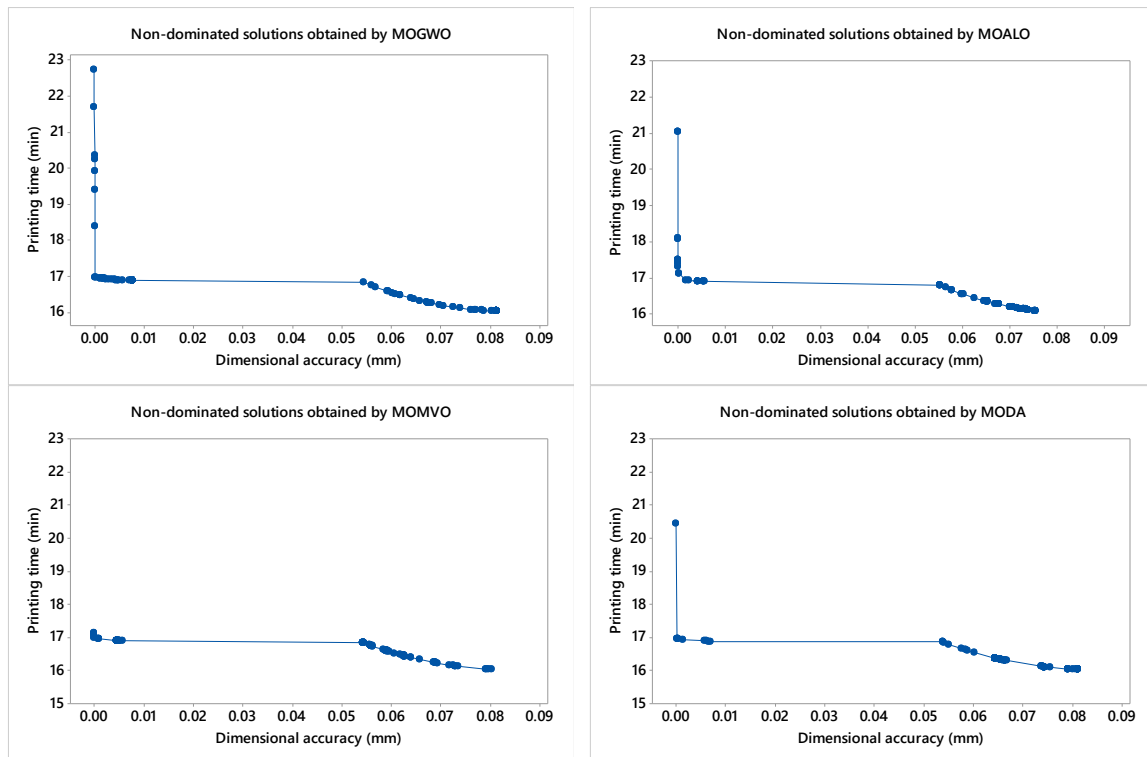 Non-dominated solutions obtained by MOGWO
23
22
21
20
19
18
17
16
Printing time (min)
0.00 0.01 0.02 0.03 0.04 0.05 0.06 0.07 0.08 0.09
Dimensional accuracy (mm)
Non-dominated solutions obtained by MOALO
23
22
21
20
19
18
17
16
Printing time (min)
0.00 0.01 0.02 0.03 0.04 0.05 0.06 0.07 0.08 0.09
Dimensional accuracy (mm)
Non-dominated solutions obtained by MOMVO
23
22
21
20
19
18
17
16
15
Printing time (min)
0.00 0.01 0.02 0.03 0.04 0.05 0.06 0.07 0.08 0.09
Dimensional accuracy (mm)
Non-dominated solutions obtained by MODA
23
22
21
20
19
18
17
16
15
Printing time (min)
0.00 0.01 0.02 0.03 0.04 0.05 0.06 0.07 0.08 0.09
Dimensional accuracy (mm)